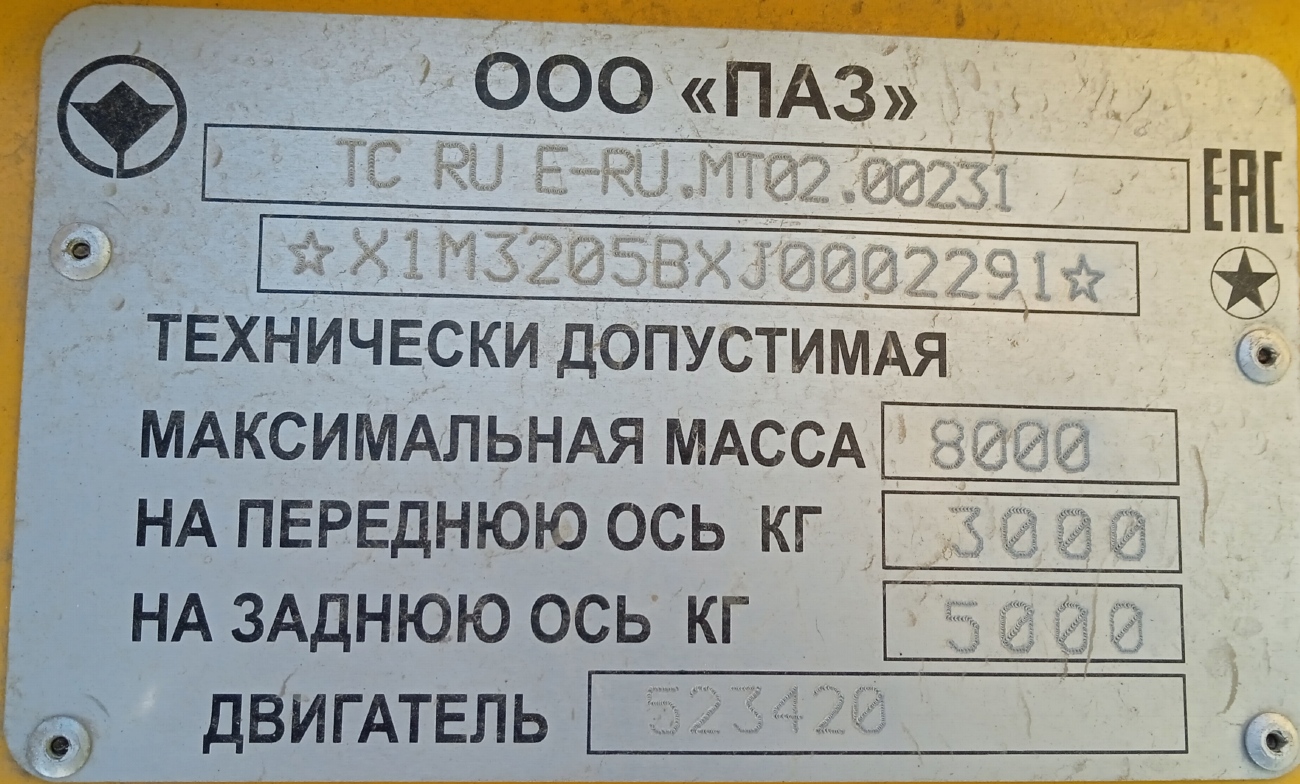 ООО «ПАЗ»
ТС RU E-RU.MT02.00231
EAC
☆X1M3205BXJ0002291☆
ТЕХНИЧЕСКИ ДОПУСТИМАЯ
МАКСИМАЛЬНАЯ МАССА 8000
НА ПЕРЕДНЮЮ ОСЬ КГ 3000
НА ЗАДНЮЮ ОСЬ КГ 5000
ДВИГАТЕЛЬ 523420